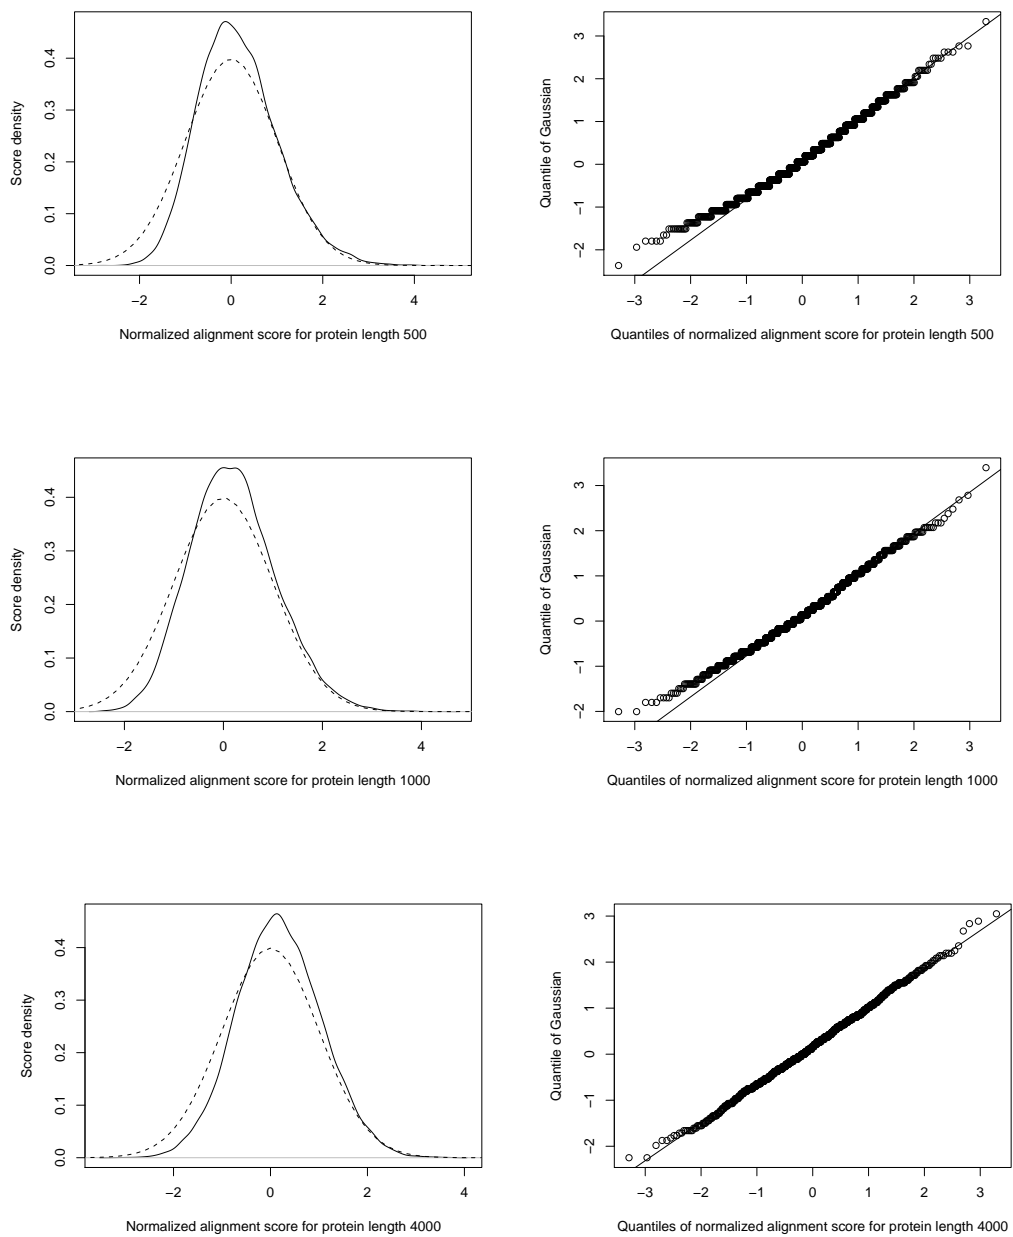 Score density
0.0 0.1 0.2 0.3 0.4
−2 0 2 4
Normalized alignment score for protein length 500
Quantile of Gaussian
−2 −1 0 1 2 3
−3 −2 −1 0 1 2 3
Quantiles of normalized alignment score for protein length 500
Score density
0.0 0.1 0.2 0.3 0.4
−2 0 2 4
Normalized alignment score for protein length 1000
Quantile of Gaussian
−2 −1 0 1 2 3
−3 −2 −1 0 1 2 3
Quantiles of normalized alignment score for protein length 1000
Score density
0.0 0.1 0.2 0.3 0.4
−2 0 2 4
Normalized alignment score for protein length 4000
Quantile of Gaussian
−2 −1 0 1 2 3
−3 −2 −1 0 1 2 3
Quantiles of normalized alignment score for protein length 4000